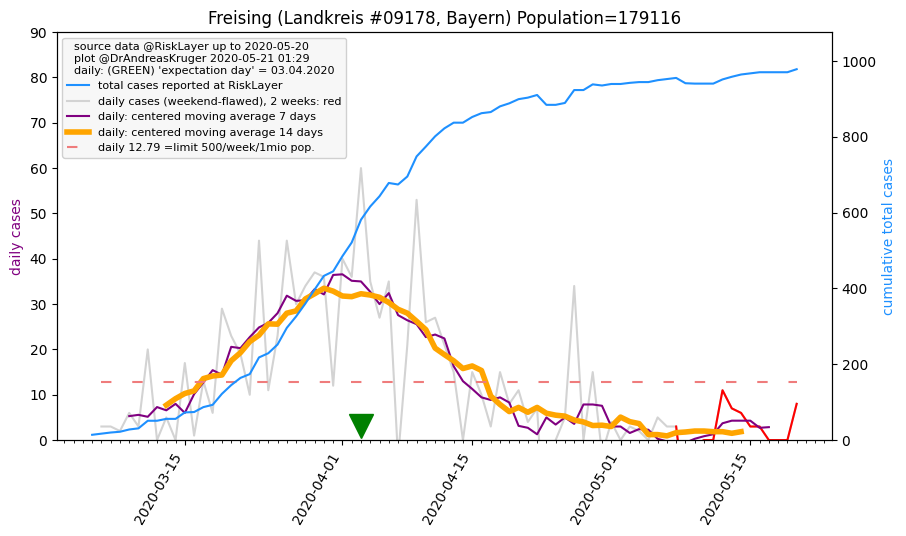 Freising (Landkreis #09178, Bayern) Population=179116
source data @RiskLayer up to 2020-05-20
plot @DrAndreasKruger 2020-05-21 01:29
daily: (GREEN) 'expectation day' = 03.04.2020
total cases reported at RiskLayer
daily cases (weekend-flawed), 2 weeks: red
daily: centered moving average 7 days
daily: centered moving average 14 days
daily 12.79 =limit 500/week/1mio pop.
daily cases
90
80
70
60
50
40
30
20
10
0
cumulative total cases
1000
800
600
400
200
0
2020-03-15
2020-04-01
2020-04-15
2020-05-01
2020-05-15